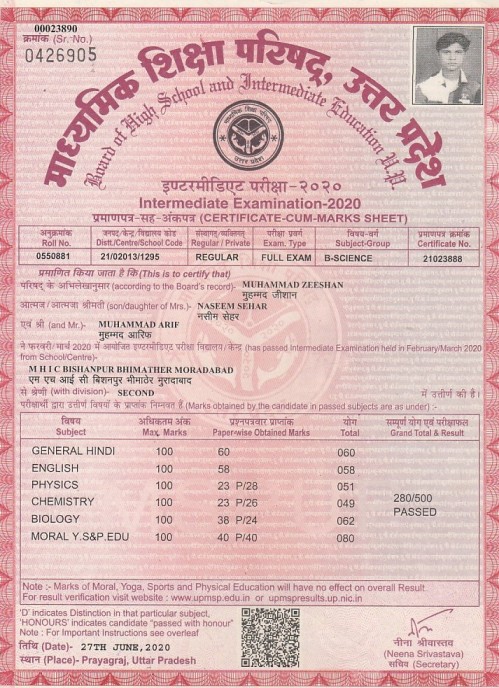 00023890
क्रमांक (Sr. No.)
0426905
माध्यमिक शिक्षा परिषद्, उत्तर प्रदेश
Board of High School and Intermediate Education U.P.
इण्टरमीडिएट परीक्षा-२०२०
Intermediate Examination-2020
प्रमाणपत्र-सह-अंकपत्र (CERTIFICATE-CUM-MARKS SHEET)
अनुक्रमांक जनपद/केन्द्र/विद्यालय कोड संस्थागत/व्यक्तिगत परीक्षा प्रवर्ग विषय-वर्ग प्रमाणपत्र क्रमांक
Roll No. Distt./Centre/School Code Regular / Private Exam. Type Subject-Group Certificate No.
0550881 21/02013/1295 REGULAR FULL EXAM B-SCIENCE 21023888
प्रमाणित किया जाता है कि (This is to certify that)
परिषद् के अभिलेखानुसार (according to the Board's record)- MUHAMMAD ZEESHAN
मुहम्मद जीशान
आत्मज/आत्मजा श्रीमती (son/daughter of Mrs.)- NASEEM SEHAR
नसीम सेहर
एवं श्री (and Mr.)- MUHAMMAD ARIF
मुहम्मद आरिफ
ने फरवरी/मार्च 2020 में आयोजित इण्टरमीडिएट परीक्षा विद्यालय/केन्द्र (has passed Intermediate Examination held in February/March 2020
from School/Centre)-
M H I C BISHANPUR BHIMATHER MORADABAD
एम एच आई सी बिशनपुर भीमाठेर मुरादाबाद
से श्रेणी (with division)- SECOND में उत्तीर्ण की है।
परीक्षार्थी द्वारा उत्तीर्ण विषयों के प्राप्तांक निम्नवत हैं (Marks obtained by the candidate in passed subjects are as under) :-
विषय अधिकतम अंक प्रश्नपत्रवार प्राप्तांक योग सम्पूर्ण योग एवं परीक्षाफल
Subject Max. Marks Paper-wise Obtained Marks Total Grand Total & Result
GENERAL HINDI 100 60 060
ENGLISH 100 58 058
PHYSICS 100 23 P/28 051
CHEMISTRY 100 23 P/26 049 280/500
BIOLOGY 100 38 P/24 062 PASSED
MORAL Y.S&P.EDU 100 40 P/40 080
Note :- Marks of Moral, Yoga, Sports and Physical Education will have no effect on overall Result
For result verification visit website : www.upmsp.edu.in or upmspresults.up.nic.in
'D' indicates Distinction in that particular subject,
'HONOURS' indicates candidate "passed with honour"
Note : For Important Instructions see overleaf
तिथि (Date)- 27TH JUNE,2020
स्थान (Place)- Prayagraj, Uttar Pradesh
नीना श्रीवास्तव
(Neena Srivastava)
सचिव (Secretary)